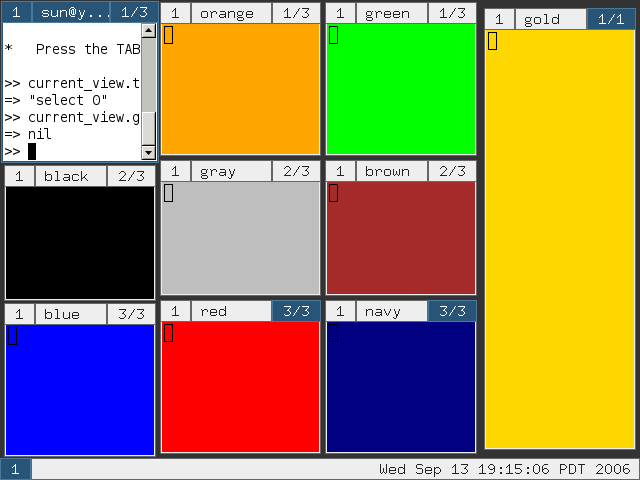 1 sun@y... 1/3
*   Press the TAB
>> current_view.t
=> "select 0"
>> current_view.g
=> nil
>>
1 black 2/3
1 blue 3/3
1 orange 1/3
1 gray 2/3
1 red 3/3
1 green 1/3
1 brown 2/3
1 navy 3/3
1 gold 1/1
1 Wed Sep 13 19:15:06 PDT 2006